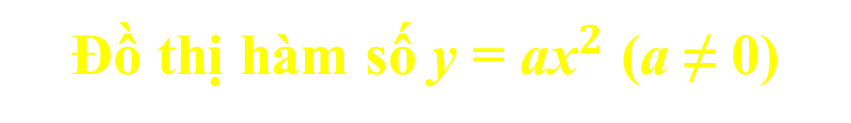 Đồ thị hàm số y = ax² (a ≠ 0)